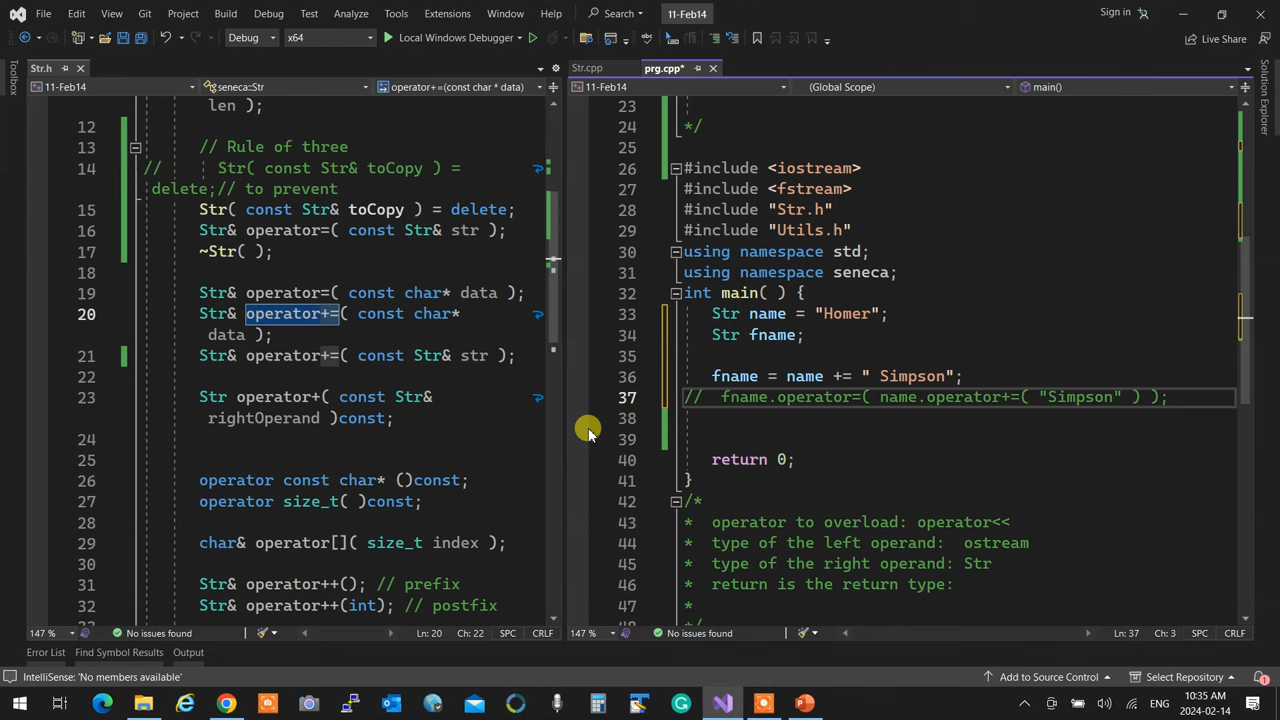 File Edit View Git Project Build Debug Test Analyze Tools Extensions Window Help Search 11-Feb14 Sign in
Debug x64 Local Windows Debugger Live Share
Toolbox
Str.h
11-Feb14 seneca::Str operator+=(const char * data)
len );
12
13 // Rule of three
14 // Str( const Str& toCopy ) =
delete;// to prevent
15 Str( const Str& toCopy ) = delete;
16 Str& operator=( const Str& str );
17 ~Str( );
18
19 Str& operator=( const char* data );
20 Str& operator+=( const char*
data );
21 Str& operator+=( const Str& str );
22
23 Str operator+( const Str&
rightOperand )const;
24
25
26 operator const char* ()const;
27 operator size_t( )const;
28
29 char& operator[]( size_t index );
30
31 Str& operator++(); // prefix
32 Str& operator++(int); // postfix
147 % No issues found Ln: 20 Ch: 22 SPC CRLF
Str.cpp prg.cpp*
11-Feb14 (Global Scope) main()
23
24 */
25
26 #include <iostream>
27 #include <fstream>
28 #include "Str.h"
29 #include "Utils.h"
30 using namespace std;
31 using namespace seneca;
32 int main( ) {
33 Str name = "Homer";
34 Str fname;
35
36 fname = name += " Simpson";
37 // fname.operator=( name.operator+=( "Simpson" ) );
38
39
40 return 0;
41 }
42 /*
43 * operator to overload: operator<<
44 * type of the left operand: ostream
45 * type of the right operand: Str
46 * return is the return type:
47 *
147 % No issues found Ln: 37 Ch: 3 SPC CRLF
Solution Explorer
Error List Find Symbol Results Output
IntelliSense: 'No members available' Add to Source Control Select Repository 1
ENG 10:35 AM
2024-02-14